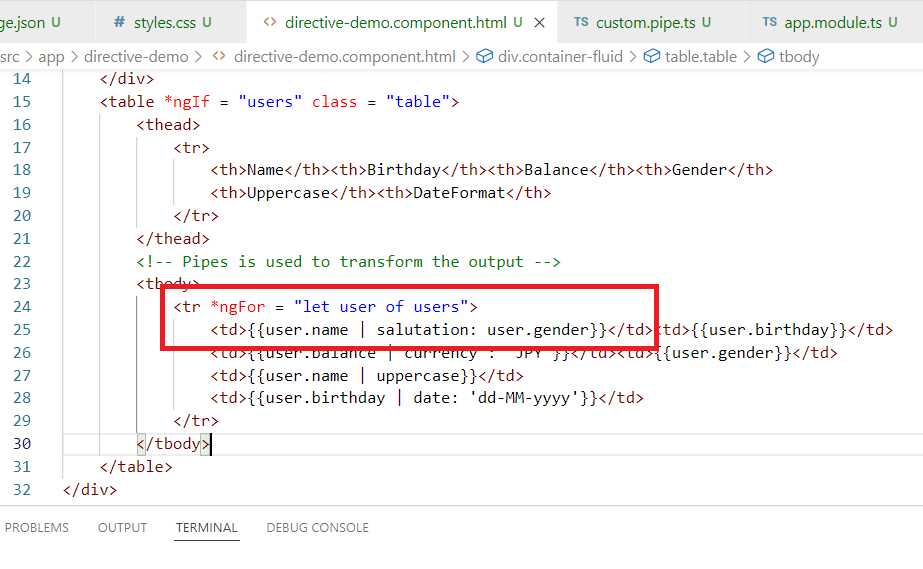 ge.json U # styles.css U <> directive-demo.component.html U × TS custom.pipe.ts U TS app.module.ts U
src > app > directive-demo > <> directive-demo.component.html > div.container-fluid > table.table > tbody
14 </div>
15 <table *ngIf = "users" class = "table">
16 <thead>
17 <tr>
18 <th>Name</th><th>Birthday</th><th>Balance</th><th>Gender</th>
19 <th>Uppercase</th><th>DateFormat</th>
20 </tr>
21 </thead>
22 <!-- Pipes is used to transform the output -->
23 <tbody>
24 <tr *ngFor = "let user of users">
25 <td>{{user.name | salutation: user.gender}}</td><td>{{user.birthday}}</td>
26 <td>{{user.balance | currency : 'JPY'}}</td><td>{{user.gender}}</td>
27 <td>{{user.name | uppercase}}</td>
28 <td>{{user.birthday | date: 'dd-MM-yyyy'}}</td>
29 </tr>
30 </tbody>
31 </table>
32 </div>
PROBLEMS OUTPUT TERMINAL DEBUG CONSOLE